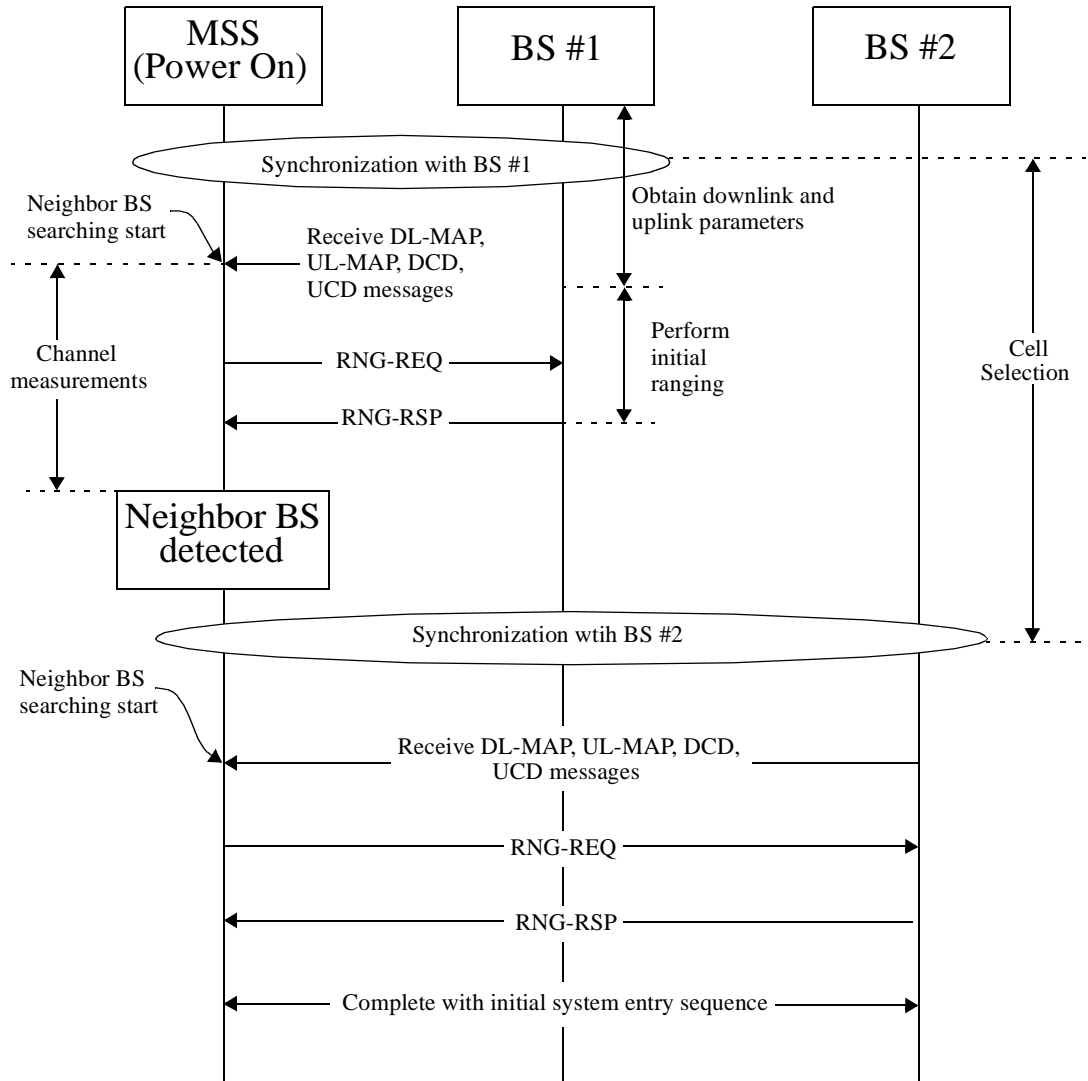 MSS
(Power On)
BS #1
BS #2
Synchronization with BS #1
Obtain downlink and
uplink parameters
Neighbor BS
searching start
Receive DL-MAP,
UL-MAP, DCD,
UCD messages
Perform
initial
ranging
Channel
measurements
RNG-REQ
Cell
Selection
RNG-RSP
Neighbor BS
detected
Synchronization wtih BS #2
Neighbor BS
searching start
Receive DL-MAP, UL-MAP, DCD,
UCD messages
RNG-REQ
RNG-RSP
Complete with initial system entry sequence